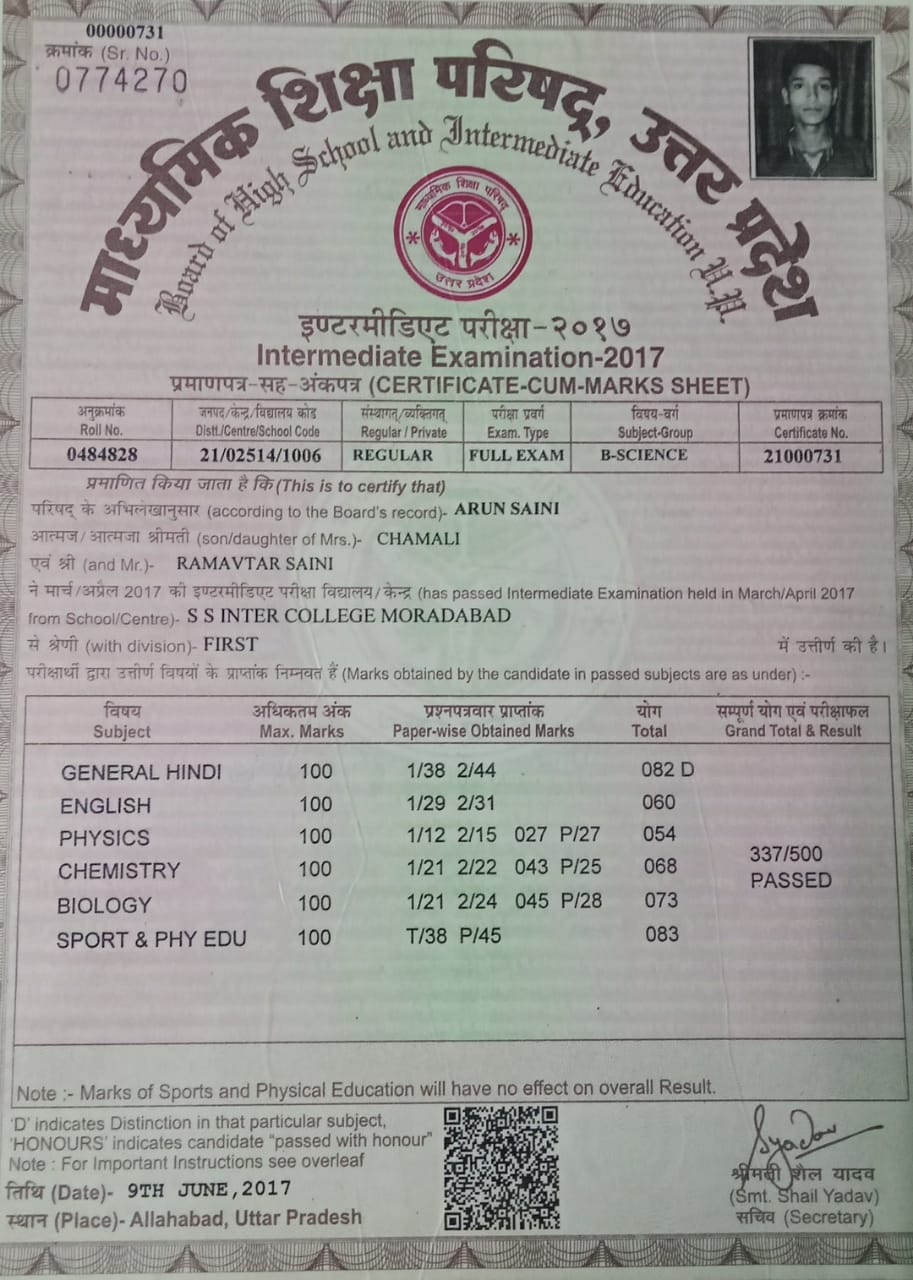 00000731
क्रमांक (Sr. No.)
0774270
माध्यमिक शिक्षा परिषद्, उत्तर प्रदेश
Board of High School and Intermediate Education U.P.
माध्यमिक शिक्षा परिषद्
उत्तर प्रदेश
इण्टरमीडिएट परीक्षा-२०१७
Intermediate Examination-2017
प्रमाणपत्र-सह-अंकपत्र (CERTIFICATE-CUM-MARKS SHEET)
अनुक्रमांक जनपद/केन्द्र/विद्यालय कोड संस्थागत्/व्यक्तिगत् परीक्षा प्रवर्ग विषय-वर्ग प्रमाणपत्र क्रमांक
Roll No. Distt./Centre/School Code Regular / Private Exam. Type Subject-Group Certificate No.
0484828 21/02514/1006 REGULAR FULL EXAM B-SCIENCE 21000731
प्रमाणित किया जाता है कि (This is to certify that)
परिषद् के अभिलेखानुसार (according to the Board's record)- ARUN SAINI
आत्मज/आत्मजा श्रीमती (son/daughter of Mrs.)- CHAMALI
एवं श्री (and Mr.)- RAMAVTAR SAINI
ने मार्च/अप्रैल 2017 की इण्टरमीडिएट परीक्षा विद्यालय/केन्द्र (has passed Intermediate Examination held in March/April 2017
from School/Centre)- S S INTER COLLEGE MORADABAD
से श्रेणी (with division)- FIRST में उत्तीर्ण की है।
परीक्षार्थी द्वारा उत्तीर्ण विषयों के प्राप्तांक निम्नवत हैं (Marks obtained by the candidate in passed subjects are as under) :-
विषय अधिकतम अंक प्रश्नपत्रवार प्राप्तांक योग सम्पूर्ण योग एवं परीक्षाफल
Subject Max. Marks Paper-wise Obtained Marks Total Grand Total & Result
GENERAL HINDI 100 1/38 2/44 082 D
ENGLISH 100 1/29 2/31 060
PHYSICS 100 1/12 2/15 027 P/27 054
CHEMISTRY 100 1/21 2/22 043 P/25 068
BIOLOGY 100 1/21 2/24 045 P/28 073
SPORT & PHY EDU 100 T/38 P/45 083
337/500
PASSED
Note :- Marks of Sports and Physical Education will have no effect on overall Result.
'D' indicates Distinction in that particular subject,
'HONOURS' indicates candidate "passed with honour"
Note : For Important Instructions see overleaf
तिथि (Date)- 9TH JUNE,2017
स्थान (Place)- Allahabad, Uttar Pradesh
SYadav
श्रीमती शैल यादव
(Smt. Shail Yadav)
सचिव (Secretary)